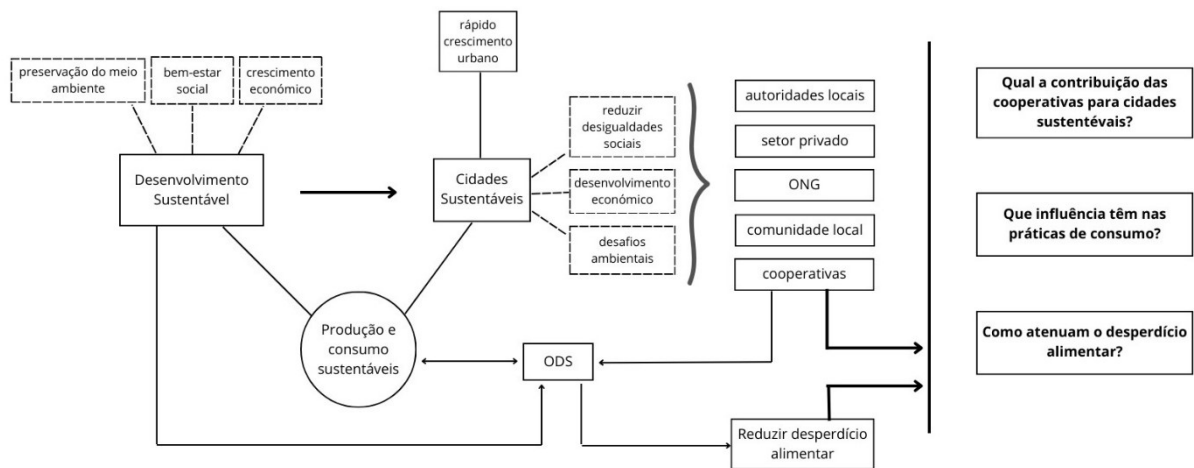 preservação do meio
ambiente
bem-estar
social
crescimento
económico
Desenvolvimento
Sustentável
rápido
crescimento
urbano
Cidades
Sustentáveis
reduzir
desigualdades
sociais
desenvolvimento
económico
desafios
ambientais
autoridades locais
setor privado
ONG
comunidade local
cooperativas
Produção e
consumo
sustentáveis
ODS
Reduzir desperdício
alimentar
Qual a contribuição das
cooperativas para cidades
sustentévais?
Que influência têm nas
práticas de consumo?
Como atenuam o desperdício
alimentar?